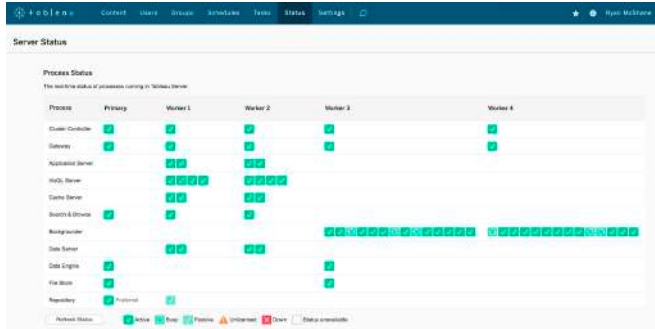 + a b l e a u Content Users Groups Schedules Tasks Status Settings Ryan McShane
Server Status
Process Status
The real-time status of processes running in Tableau Server.
Process Primary Worker 1 Worker 2 Worker 3 Worker 4
Cluster Controller
Gateway
Application Server
VizQL Server
Cache Server
Search & Browse
Backgrounder
Data Server
Data Engine
File Store
Repository Preferred
Refresh Status Active Busy Passive Unlicensed Down Status unavailable